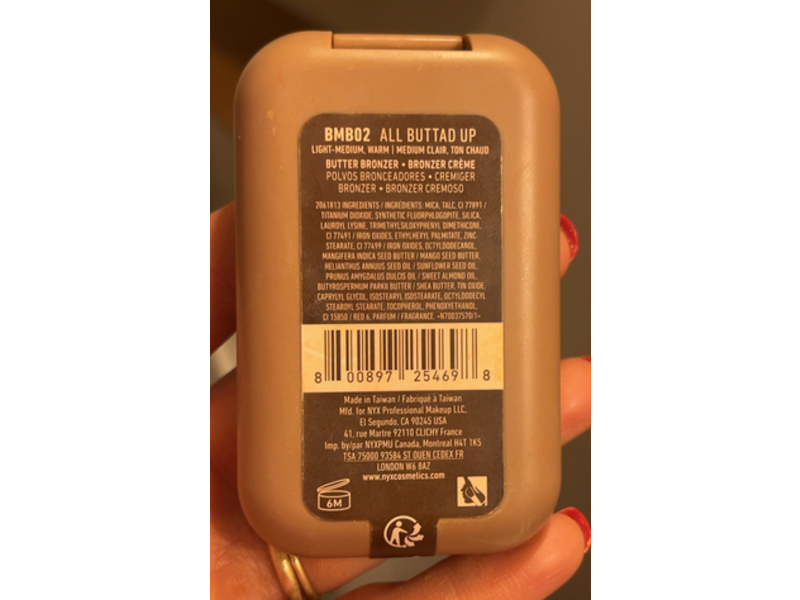 BMB02 ALL BUTTAD UP
LIGHT-MEDIUM, WARM | MEDIUM CLAIR, TON CHAUD
BUTTER BRONZER • BRONZER CRÈME
POLVOS BRONCEADORES • CREMIGER
BRONZER • BRONZER CREMOSO
2061813 INGREDIENTS / INGRÉDIENTS: MICA, TALC, CI 77891 /
TITANIUM DIOXIDE, SYNTHETIC FLUORPHLOGOPITE, SILICA,
LAUROYL LYSINE, TRIMETHYLSILOXYPHENYL DIMETHICONE,
CI 77491 / IRON OXIDES, ETHYLHEXYL PALMITATE, ZINC
STEARATE, CI 77499 / IRON OXIDES, OCTYLDODECANOL,
MANGIFERA INDICA SEED BUTTER / MANGO SEED BUTTER,
HELIANTHUS ANNUUS SEED OIL / SUNFLOWER SEED OIL,
PRUNUS AMYGDALUS DULCIS OIL / SWEET ALMOND OIL,
BUTYROSPERMUM PARKII BUTTER / SHEA BUTTER, TIN OXIDE,
CAPRYLYL GLYCOL, ISOSTEARYL ISOSTEARATE, OCTYLDODECYL
STEAROYL STEARATE, TOCOPHEROL, PHENOXYETHANOL,
CI 15850 / RED 6, PARFUM / FRAGRANCE. <N70037570/1>
8 00897 25469 8
Made in Taiwan / Fabriqué à Taiwan
Mfd. for NYX Professional Makeup LLC,
El Segundo, CA 90245 USA
41, rue Martre 92110 CLICHY France
Imp. by/par NYXPMU Canada, Montreal H4T 1K5
TSA 75000 93584 ST OUEN CEDEX FR
LONDON W6 8AZ
www.nyxcosmetics.com
6M